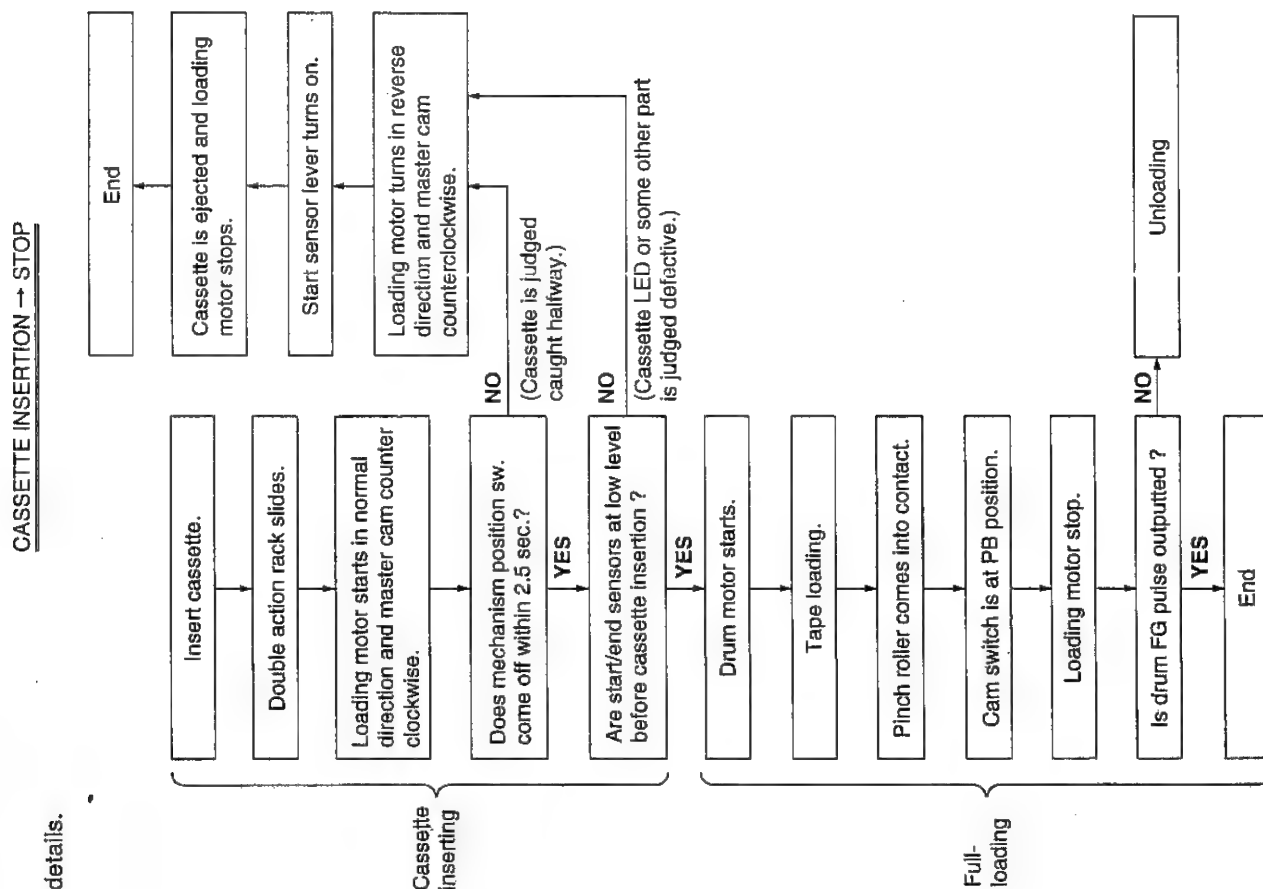 details.
CASSETTE INSERTION → STOP
Cassette
inserting
Insert cassette.
Double action rack slides.
Loading motor starts in normal
direction and master cam counter
clockwise.
Does mechanism position sw.
come off within 2.5 sec.?
NO
(Cassette is judged
caught halfway.)
YES
Are start/end sensors at low level
before cassette insertion ?
NO
(Cassette LED or some other part
is judged defective.)
YES
Loading motor turns in reverse
direction and master cam
counterclockwise.
Start sensor lever turns on.
Cassette is ejected and loading
motor stops.
End
Full-
loading
Drum motor starts.
Tape loading.
Pinch roller comes into contact.
Cam switch is at PB position.
Loading motor stop.
Is drum FG pulse outputted ?
NO
Unloading
YES
End